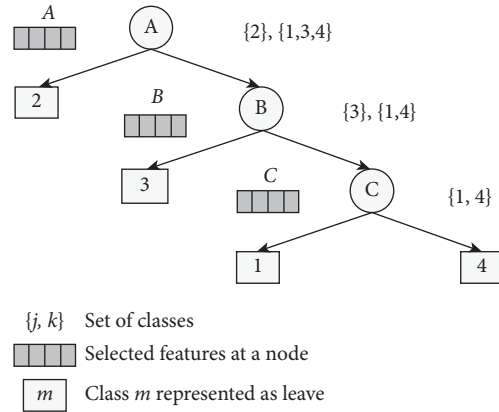 A
A
{2}, {1,3,4}
2
B
B
{3}, {1,4}
3
C
C
{1, 4}
1
4
{j, k} Set of classes
Selected features at a node
m Class m represented as leave